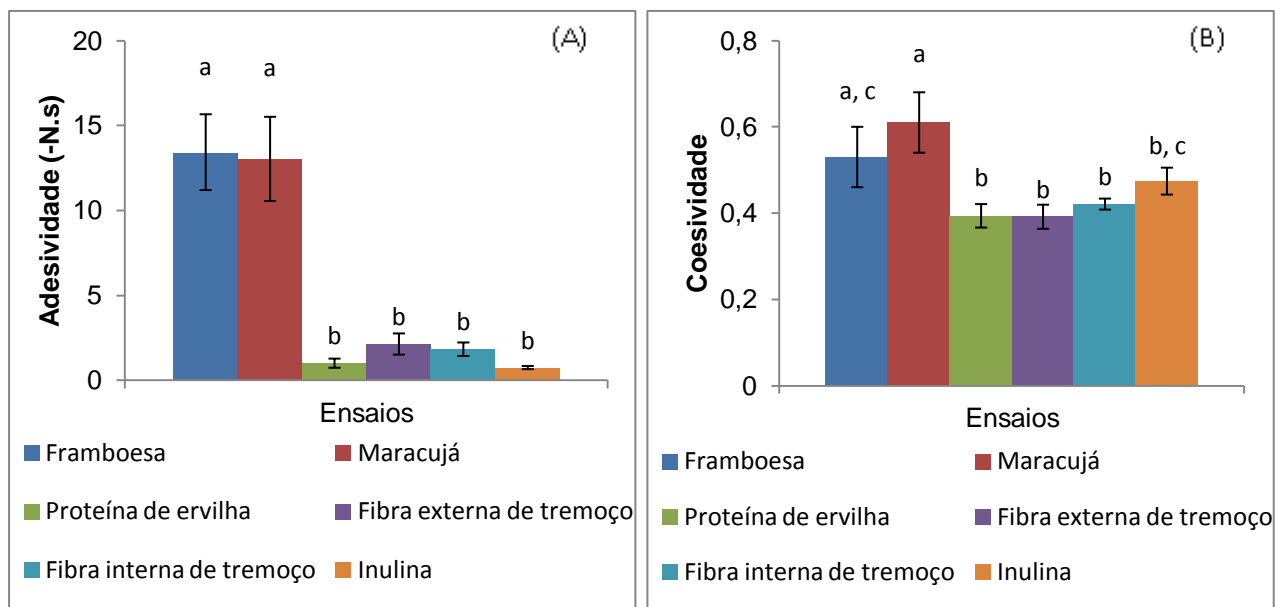 (A)
Adesividade (-N.s)
20
15
10
5
0
a
a
b
b
b
b
Ensaios
Framboesa
Maracujá
Proteína de ervilha
Fibra externa de tremoço
Fibra interna de tremoço
Inulina
(B)
Coesividade
0,8
0,6
0,4
0,2
0
a, c
a
b
b
b
b, c
Ensaios
Framboesa
Maracujá
Proteína de ervilha
Fibra externa de tremoço
Fibra interna de tremoço
Inulina